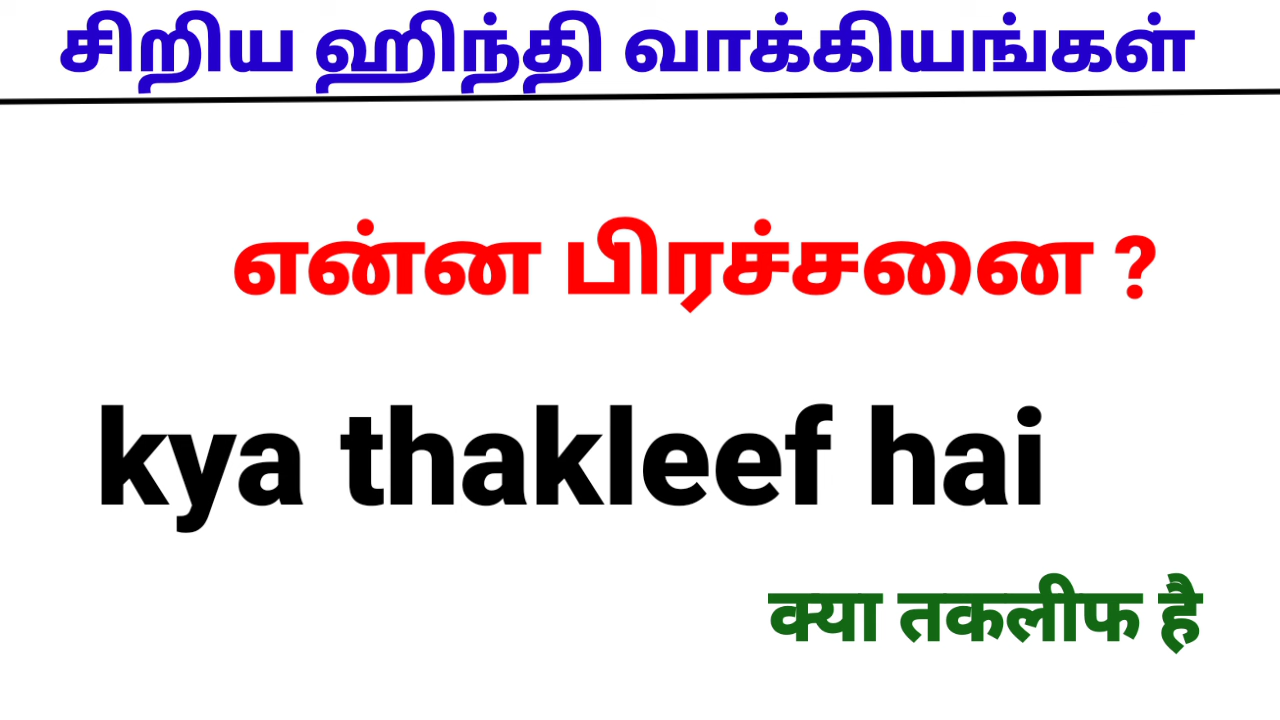 சிறிய ஹிந்தி வாக்கியங்கள்
என்ன பிரச்சனை ?
kya thakleef hai
क्या तकलीफ है